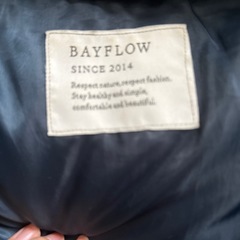 BAYFLOW
SINCE 2014
Respect nature, respect fashion.
Stay healthy and simple,
comfortable and beautiful.